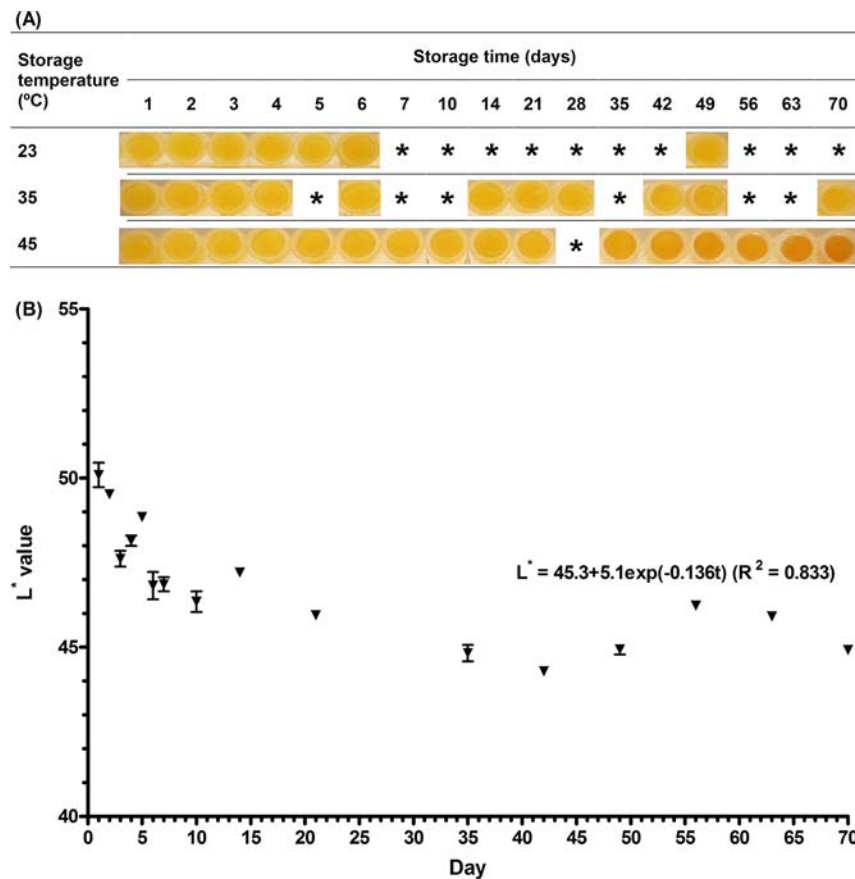 (A)
Storage temperature (ºC)
Storage time (days)
1 2 3 4 5 6 7 10 14 21 28 35 42 49 56 63 70
23 * * * * * * * * * *
35 * * * * * *
45 *
(B)
55
50
45
40
L* value
L* = 45.3+5.1exp(-0.136t) (R2 = 0.833)
0 5 10 15 20 25 30 35 40 45 50 55 60 65 70
Day